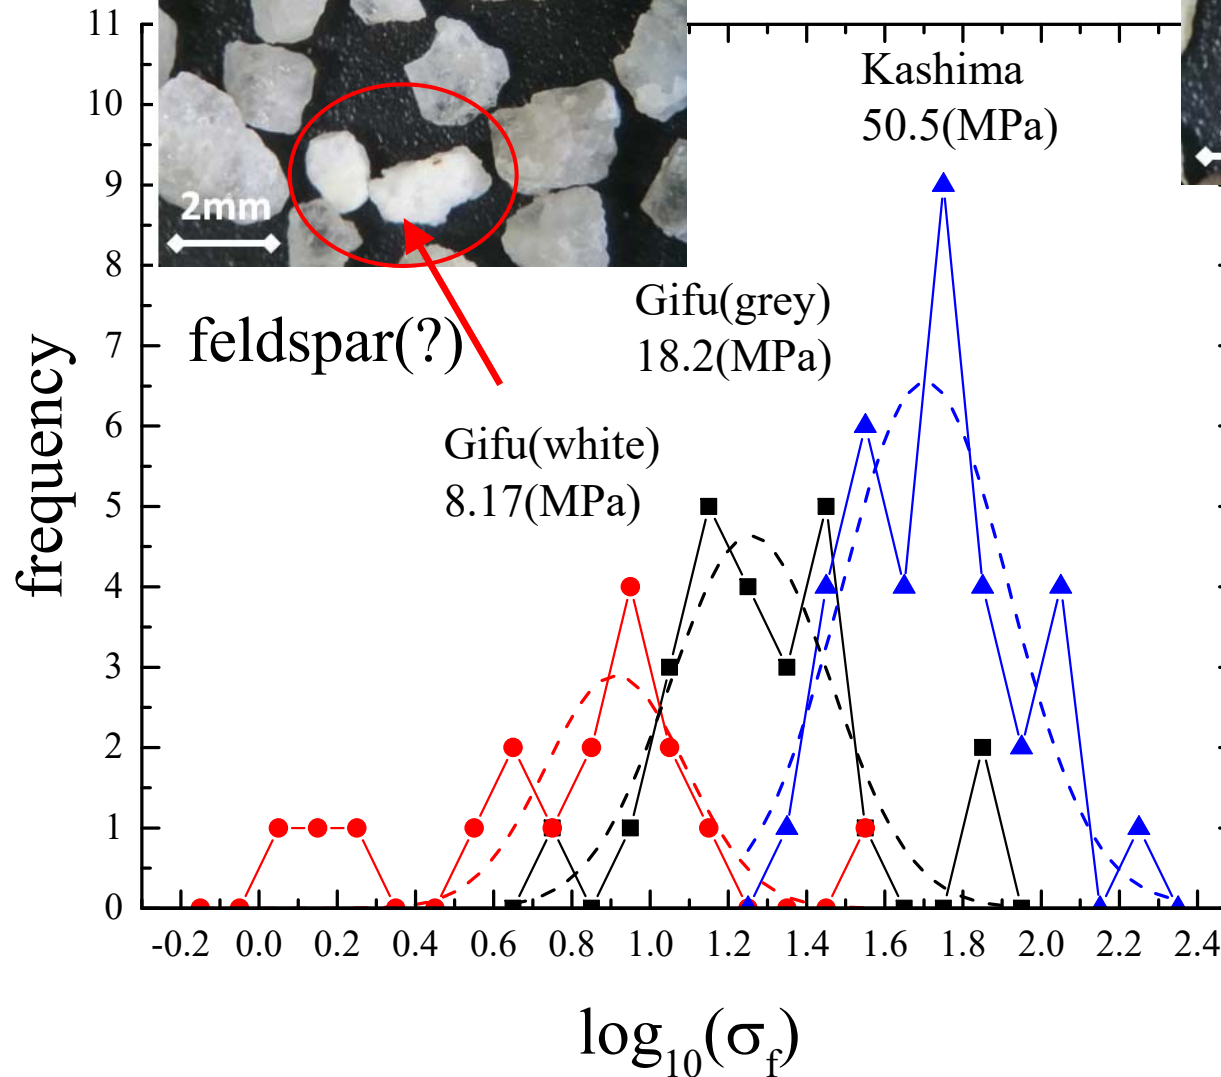 11
10
9
8
7
6
5
4
3
2
1
0
frequency
2mm
feldspar(?)
Kashima
50.5(MPa)
Gifu(grey)
18.2(MPa)
Gifu(white)
8.17(MPa)
-0.2 0.0 0.2 0.4 0.6 0.8 1.0 1.2 1.4 1.6 1.8 2.0 2.2 2.4
log₁₀(σ_f)